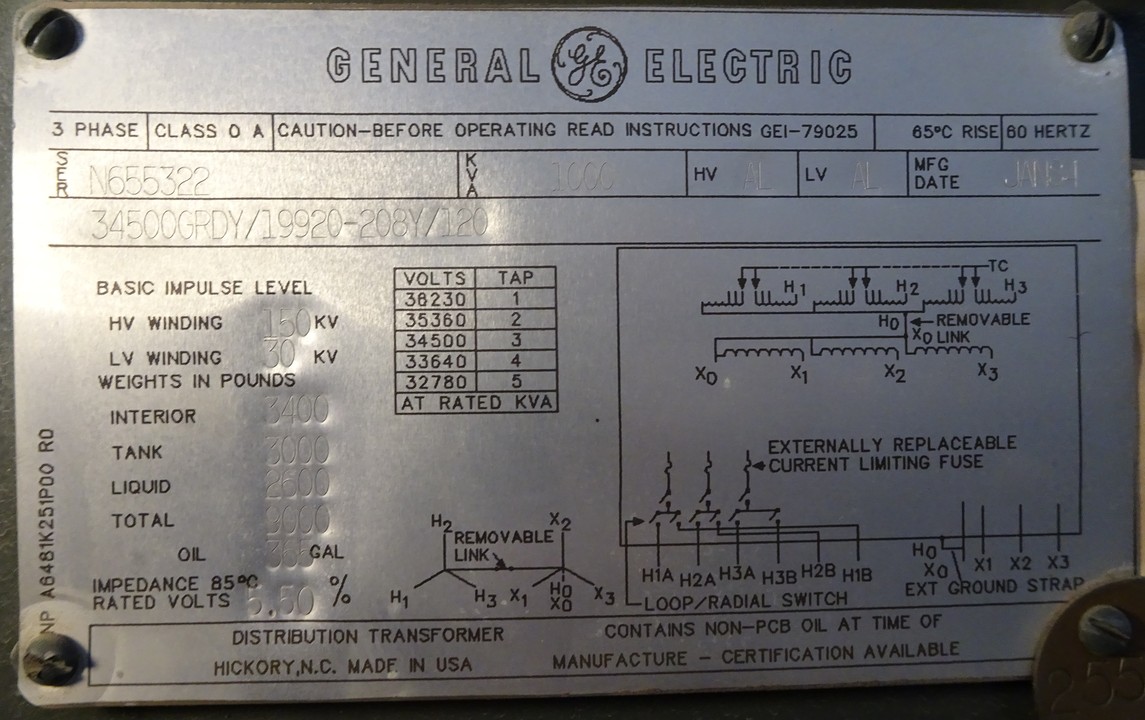 GENERAL GE ELECTRIC
3 PHASE CLASS O A CAUTION-BEFORE OPERATING READ INSTRUCTIONS GEI-79025 65°C RISE 60 HERTZ
SER N655322 KVA 1000 HV AL LV AL MFG DATE
34500GRDY/19920-208Y/120
BASIC IMPULSE LEVEL
HV WINDING 150 KV
LV WINDING 30 KV
WEIGHTS IN POUNDS
INTERIOR 3400
TANK 3000
LIQUID 2600
TOTAL 9000
OIL GAL
IMPEDANCE 85°C
RATED VOLTS 5.50 %
VOLTS TAP
36230 1
35360 2
34500 3
33640 4
32780 5
AT RATED KVA
H2 X2
REMOVABLE
LINK
H1 H3 X1 H0 X0 X3
TC
H1 H2 H3
H0 REMOVABLE
X0 LINK
X0 X1 X2 X3
EXTERNALLY REPLACEABLE
CURRENT LIMITING FUSE
H1A H2A H3A H3B H2B H1B
LOOP/RADIAL SWITCH
H0 X0 X1 X2 X3
EXT GROUND STRAP
NP A6481K251P00 R0
DISTRIBUTION TRANSFORMER
HICKORY, N.C. MADE IN USA
CONTAINS NON-PCB OIL AT TIME OF
MANUFACTURE - CERTIFICATION AVAILABLE
255